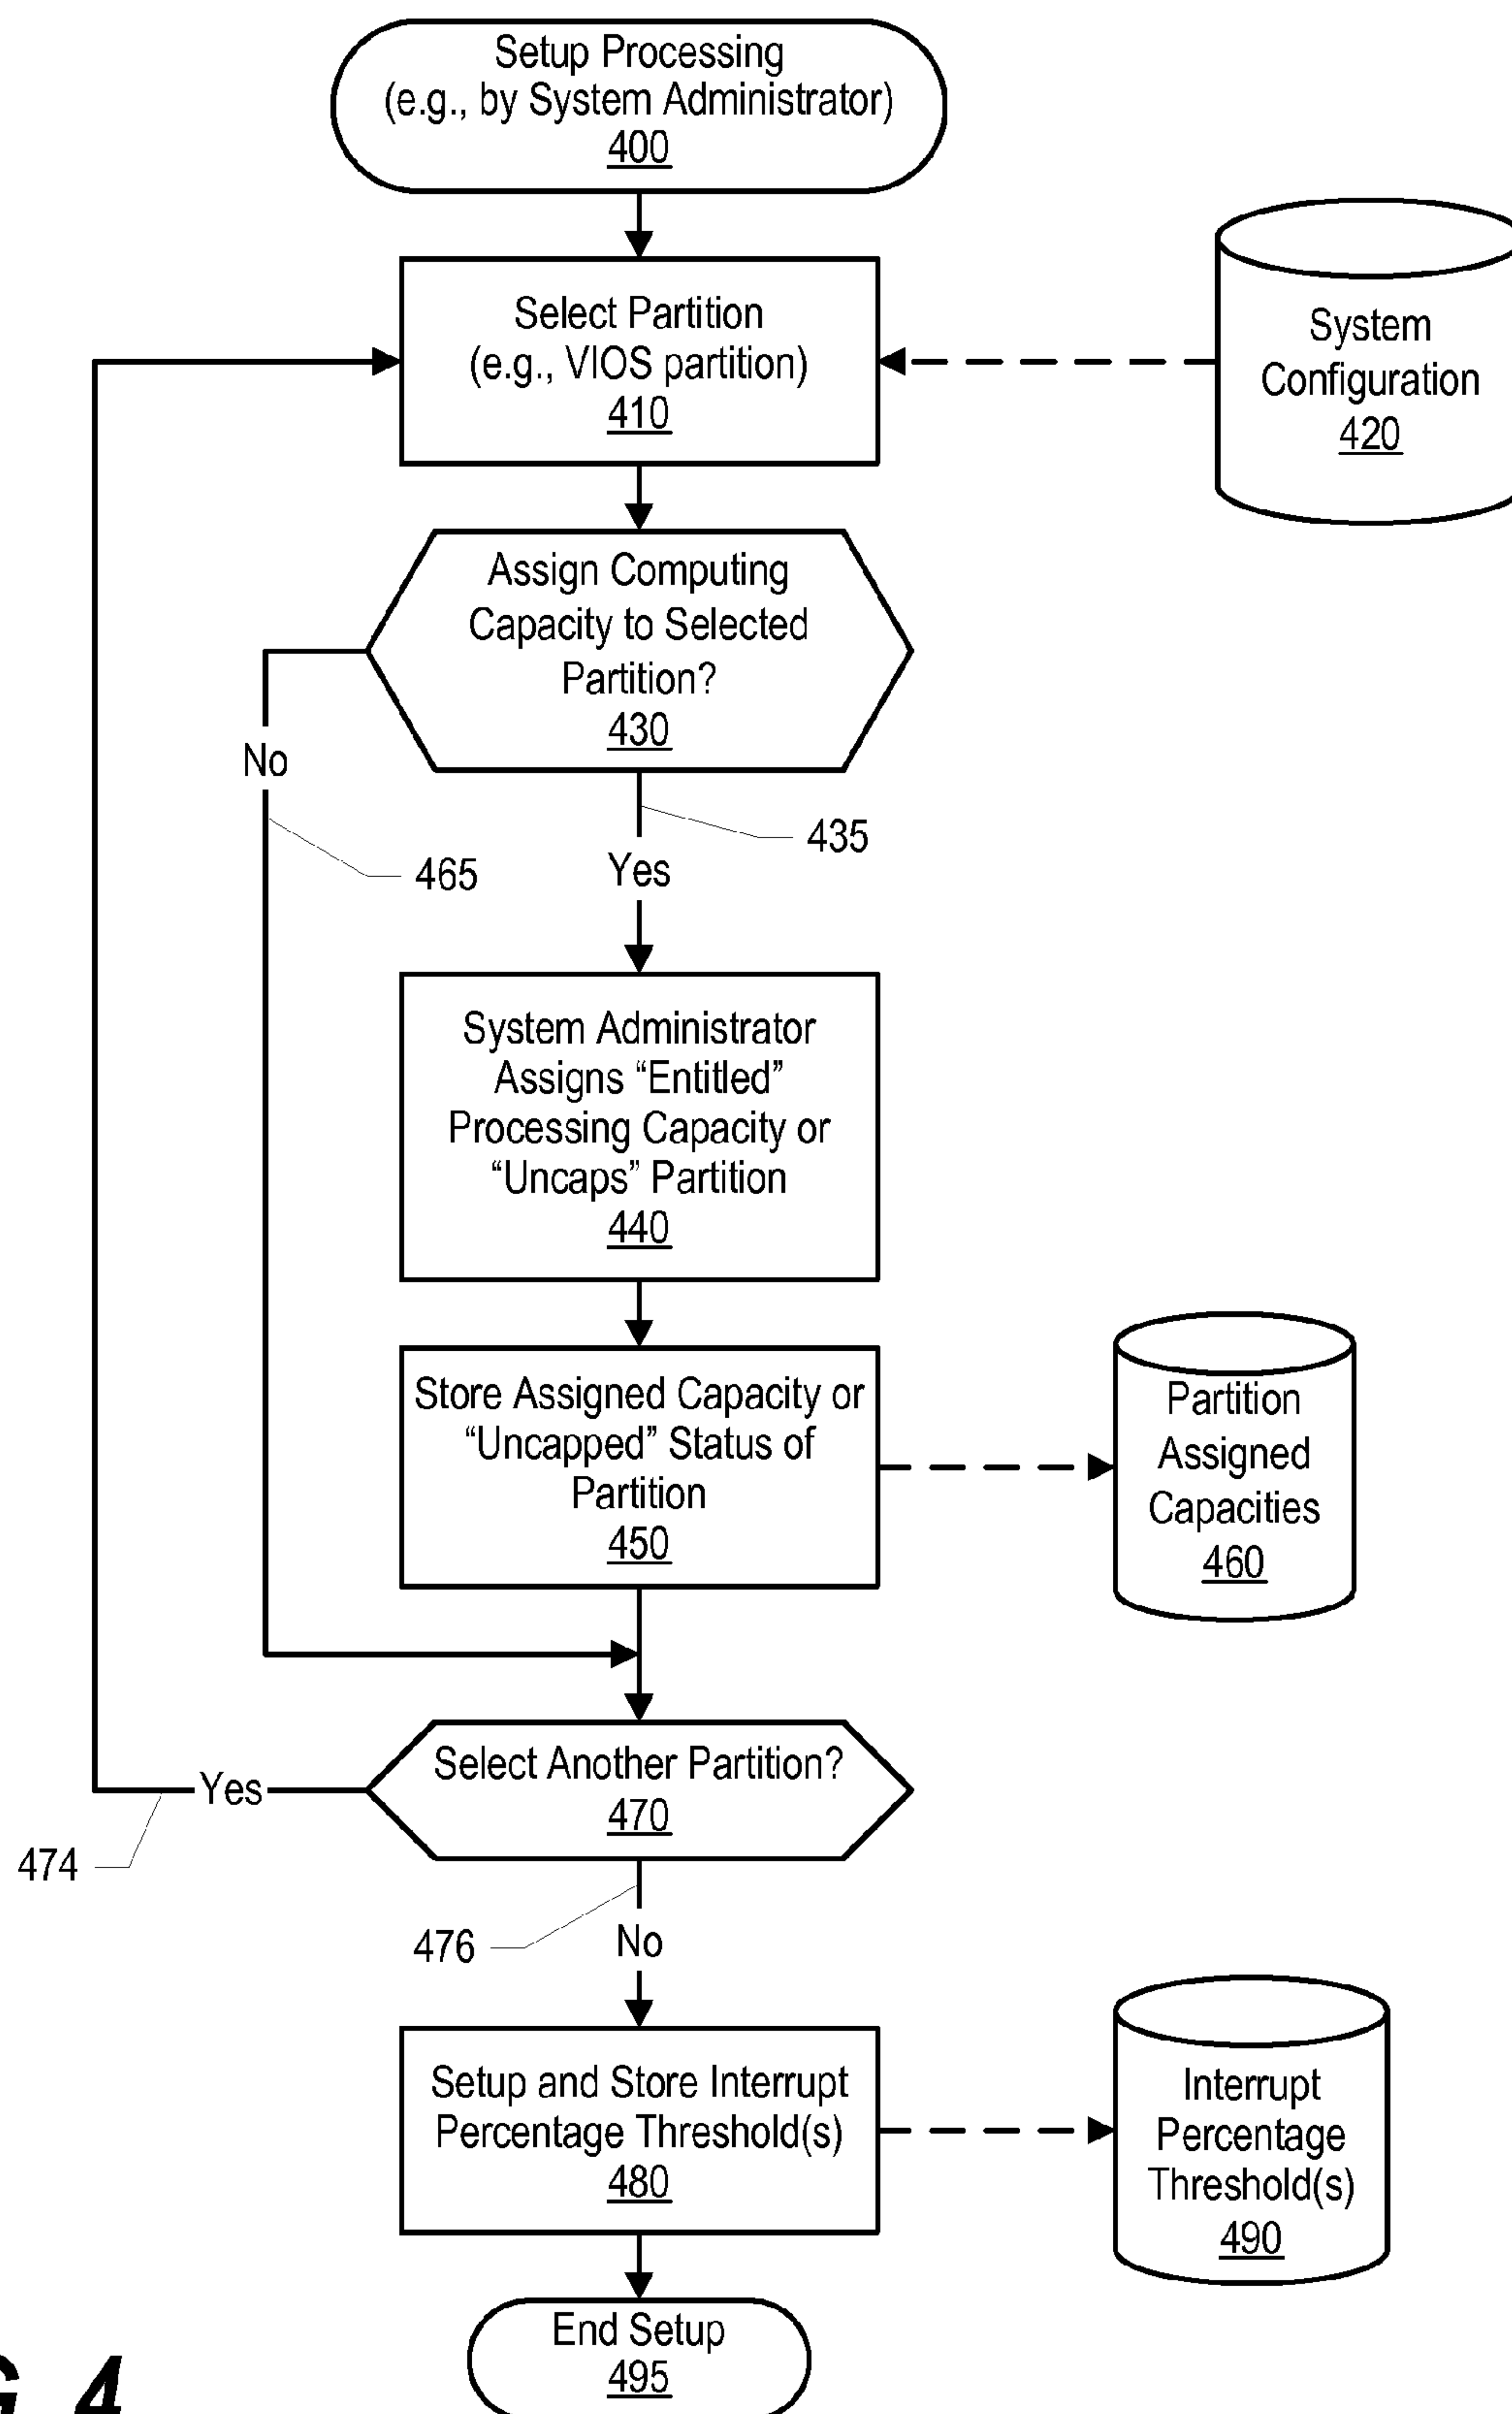 Setup Processing
(e.g., by System Administrator)
400
Select Partition
(e.g., VIOS partition)
410
System
Configuration
420
Assign Computing
Capacity to Selected
Partition?
430
No
435
465
Yes
System Administrator
Assigns “Entitled”
Processing Capacity or
“Uncaps” Partition
440
Store Assigned Capacity or
“Uncapped” Status of
Partition
450
Partition
Assigned
Capacities
460
Select Another Partition?
470
Yes
474
476
No
Setup and Store Interrupt
Percentage Threshold(s)
480
Interrupt
Percentage
Threshold(s)
490
End Setup
495
4